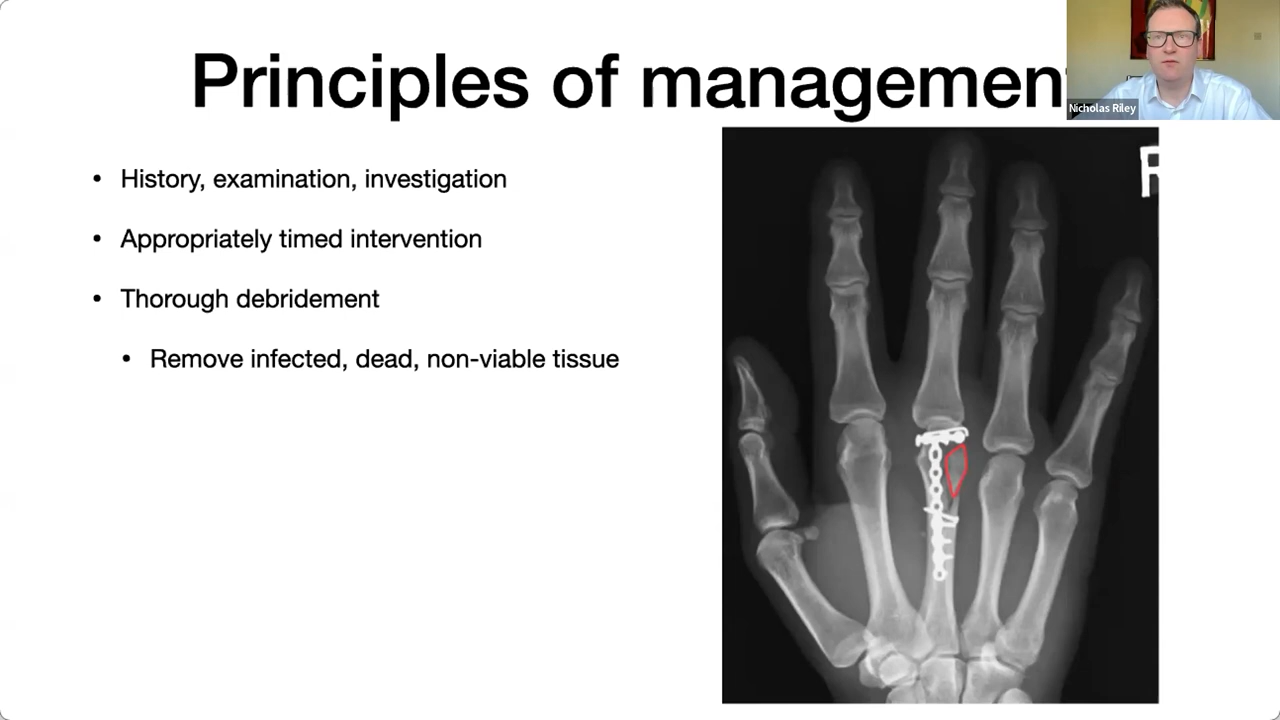 Principles of managemen
Nicholas Riley
History, examination, investigation
Appropriately timed intervention
Thorough debridement
Remove infected, dead, non-viable tissue
R